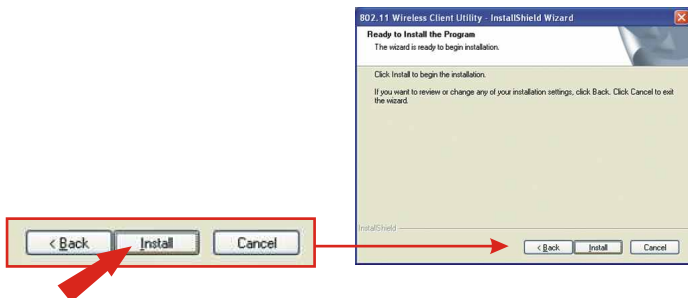 802.11 Wireless Client Utility - InstallShield Wizard
Ready to Install the Program
The wizard is ready to begin installation.
Click Install to begin the installation.
If you want to review or change any of your installation settings, click Back. Click Cancel to exit
the wizard.
InstallShield
< Back Install Cancel
< Back Install Cancel